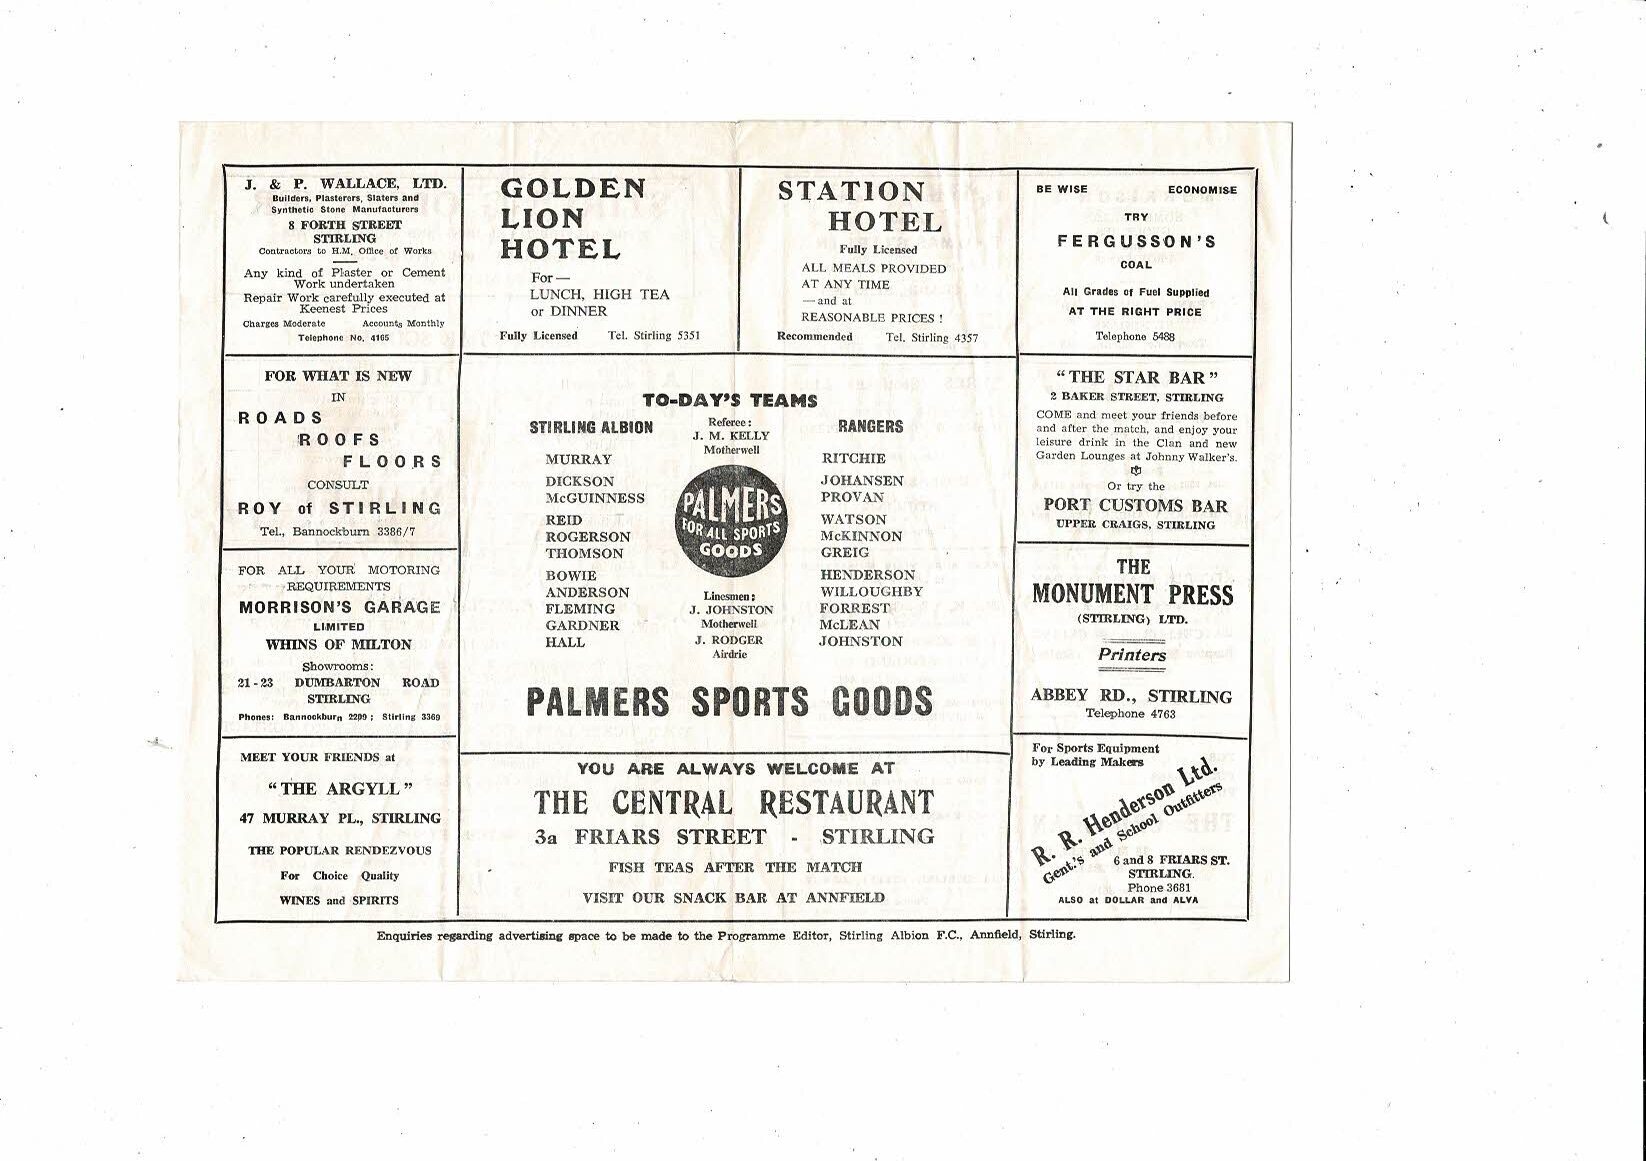 J. & P. WALLACE, LTD.
Builders, Plasterers, Slaters and
Synthetic Stone Manufacturers
8 FORTH STREET
STIRLING
Contractors to H.M. Office of Works
Any kind of Plaster or Cement
Work undertaken
Repair Work carefully executed at
Keenest Prices
Charges Moderate Accounts Monthly
Telephone No. 4165
GOLDEN
LION
HOTEL
For—
LUNCH, HIGH TEA
or DINNER
Fully Licensed Tel. Stirling 5351
STATION
HOTEL
Fully Licensed
ALL MEALS PROVIDED
AT ANY TIME
—and at
REASONABLE PRICES !
Recommended Tel. Stirling 4357
BE WISE ECONOMISE
TRY
FERGUSSON'S
COAL
All Grades of Fuel Supplied
AT THE RIGHT PRICE
Telephone 5488
FOR WHAT IS NEW
IN
ROADS
ROOFS
FLOORS
CONSULT
ROY of STIRLING
Tel., Bannockburn 3386/7
FOR ALL YOUR MOTORING
REQUIREMENTS
MORRISON'S GARAGE
LIMITED
WHINS OF MILTON
Showrooms:
21-23 DUMBARTON ROAD
STIRLING
Phones: Bannockburn 2299; Stirling 3369
MEET YOUR FRIENDS at
"THE ARGYLL"
47 MURRAY PL., STIRLING
THE POPULAR RENDEZVOUS
For Choice Quality
WINES and SPIRITS
TO-DAY'S TEAMS
STIRLING ALBION
MURRAY
DICKSON
McGUINNESS
REID
ROGERSON
THOMSON
BOWIE
ANDERSON
FLEMING
GARDNER
HALL
Referee:
J. M. KELLY
Motherwell
PALMERS
FOR ALL SPORTS
GOODS
Linesmen:
J. JOHNSTON
Motherwell
J. RODGER
Airdrie
RANGERS
RITCHIE
JOHANSEN
PROVAN
WATSON
McKINNON
GREIG
HENDERSON
WILLOUGHBY
FORREST
McLEAN
JOHNSTON
PALMERS SPORTS GOODS
YOU ARE ALWAYS WELCOME AT
THE CENTRAL RESTAURANT
3a FRIARS STREET - STIRLING
FISH TEAS AFTER THE MATCH
VISIT OUR SNACK BAR AT ANNFIELD
"THE STAR BAR"
2 BAKER STREET, STIRLING
COME and meet your friends before
and after the match, and enjoy your
leisure drink in the Clan and new
Garden Lounges at Johnny Walker's.
Or try the
PORT CUSTOMS BAR
UPPER CRAIGS, STIRLING
THE
MONUMENT PRESS
(STIRLING) LTD.
Printers
ABBEY RD., STIRLING
Telephone 4763
For Sports Equipment
by Leading Makers
R. R. Henderson Ltd.
Gent.'s and School Outfitters
6 and 8 FRIARS ST.
STIRLING.
Phone 3681
ALSO at DOLLAR and ALVA
Enquiries regarding advertising space to be made to the Programme Editor, Stirling Albion F.C., Annfield, Stirling.